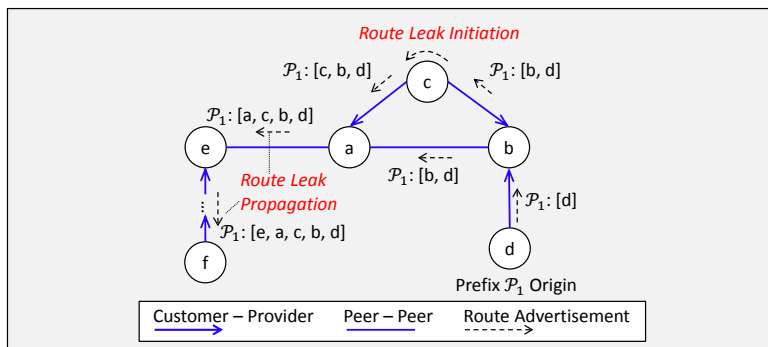 Route Leak Initiation
𝒫₁: [c, b, d]
c
𝒫₁: [b, d]
𝒫₁: [a, c, b, d]
e
a
b
𝒫₁: [b, d]
Route Leak
Propagation
𝒫₁: [d]
...
𝒫₁: [e, a, c, b, d]
f
d
Prefix 𝒫₁ Origin
Customer – Provider
Peer – Peer
Route Advertisement